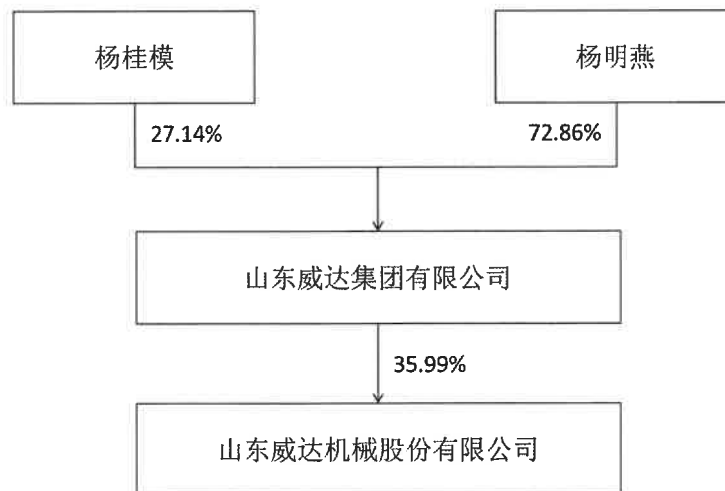 杨桂模
杨明燕
27.14%
72.86%
山东威达集团有限公司
35.99%
山东威达机械股份有限公司